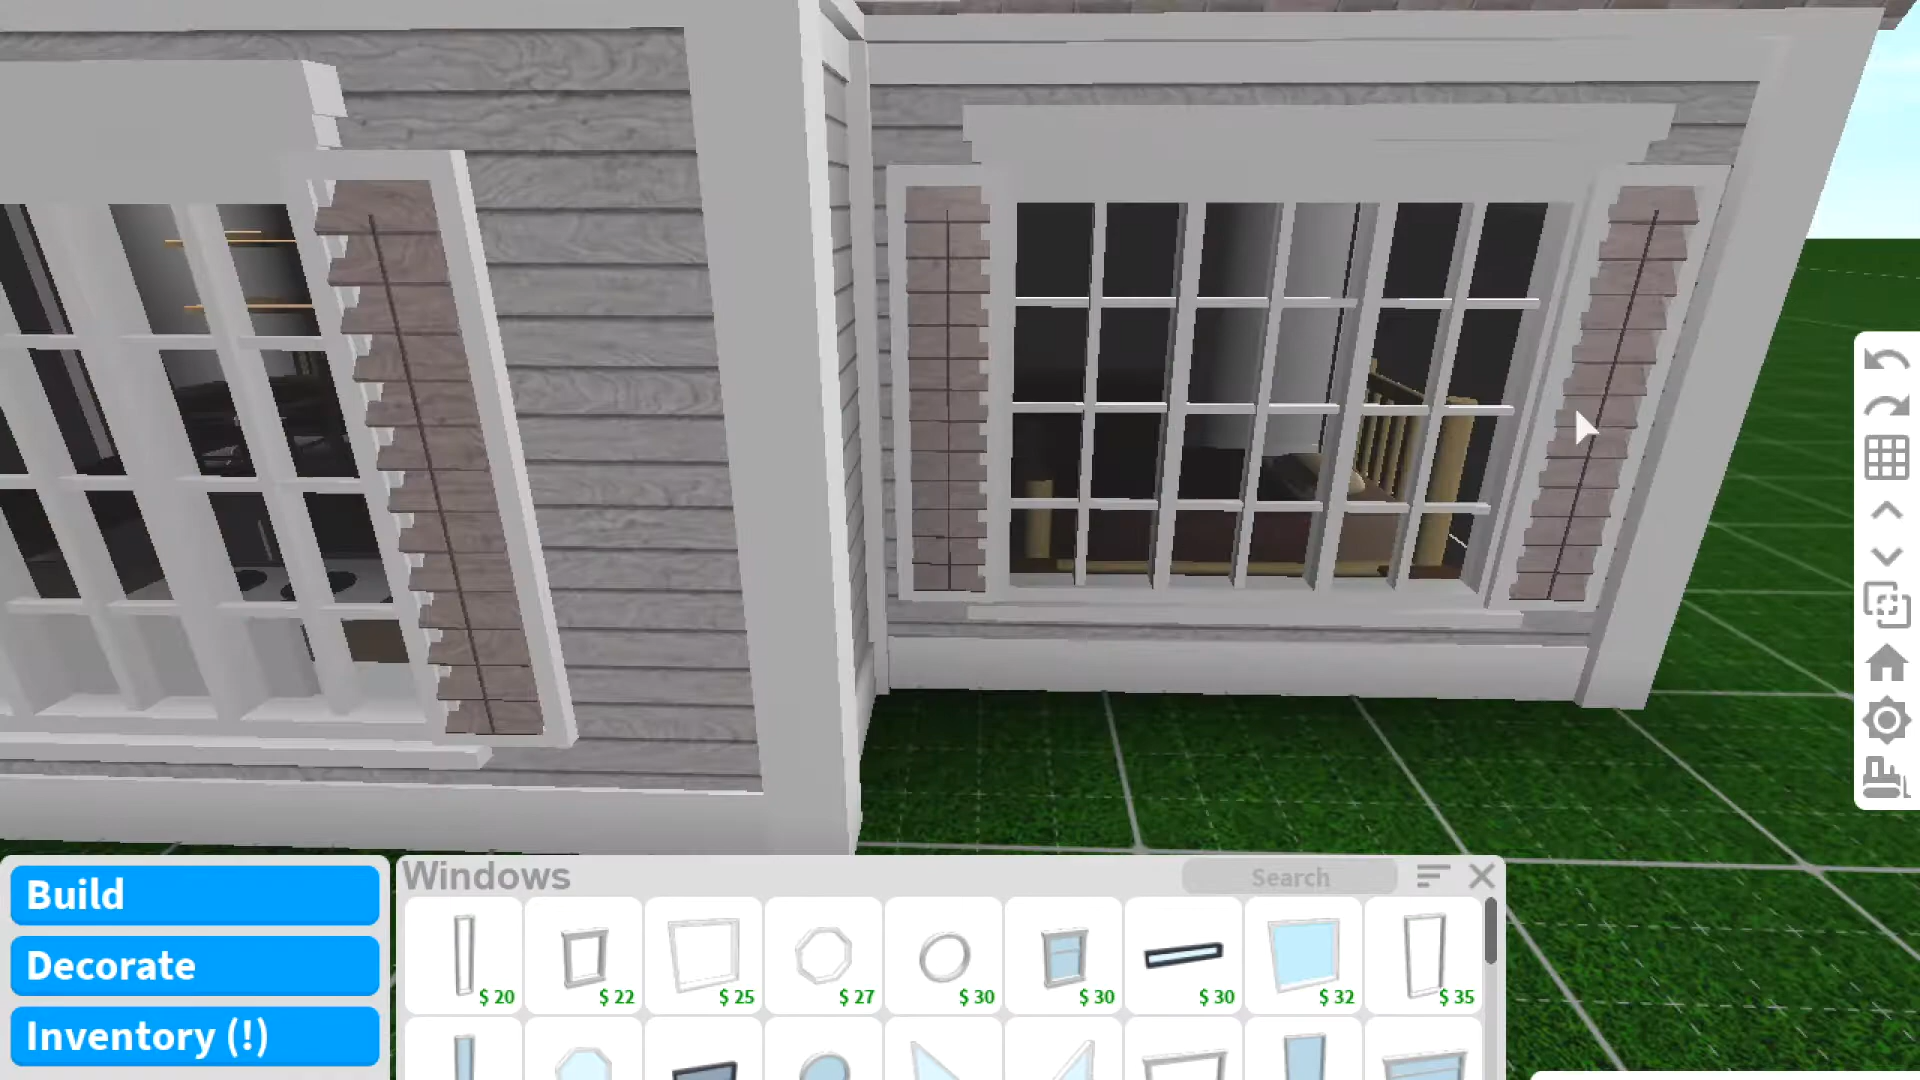 Build
Decorate
Inventory (!)
Windows
Search
$ 20
$ 22
$ 25
$ 27
$ 30
$ 30
$ 30
$ 32
$ 35